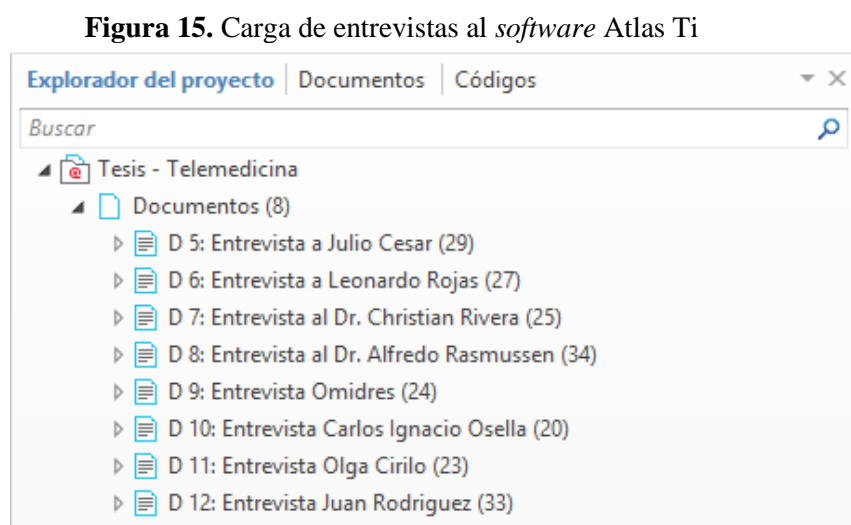 Figura 15. Carga de entrevistas al software Atlas Ti
Explorador del proyecto Documentos Códigos
Buscar
Tesis - Telemedicina
Documentos (8)
D 5: Entrevista a Julio Cesar (29)
D 6: Entrevista a Leonardo Rojas (27)
D 7: Entrevista al Dr. Christian Rivera (25)
D 8: Entrevista al Dr. Alfredo Rasmussen (34)
D 9: Entrevista Omidres (24)
D 10: Entrevista Carlos Ignacio Osella (20)
D 11: Entrevista Olga Cirilo (23)
D 12: Entrevista Juan Rodriguez (33)